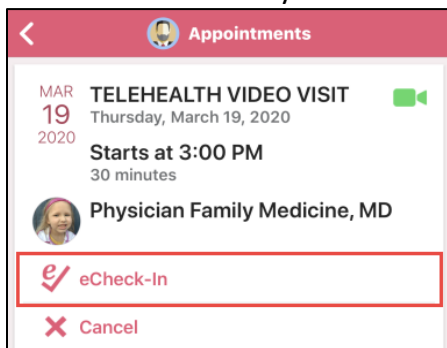 Appointments
MAR
19
2020
TELEHEALTH VIDEO VISIT
Thursday, March 19, 2020
Starts at 3:00 PM
30 minutes
Physician Family Medicine, MD
eCheck-In
Cancel